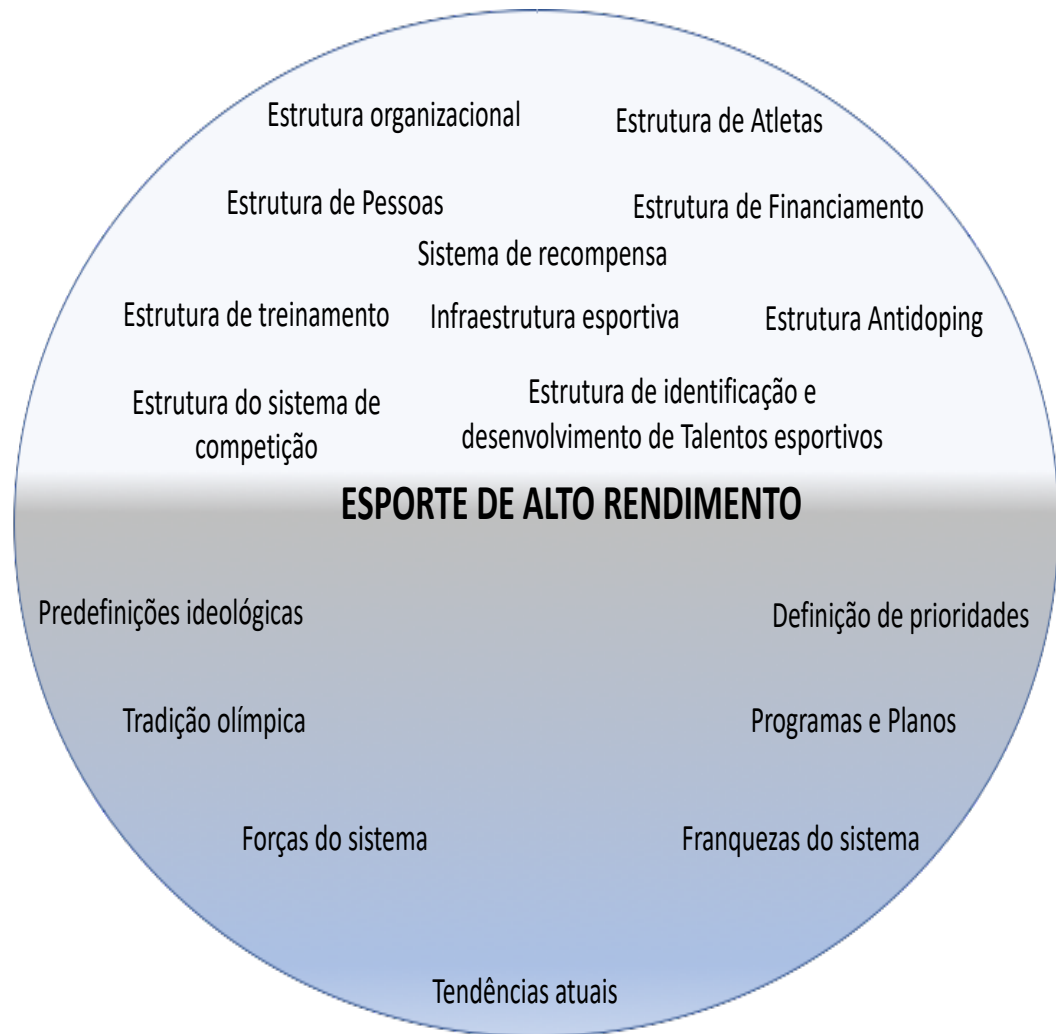 Estrutura organizacional
Estrutura de Atletas
Estrutura de Pessoas
Estrutura de Financiamento
Sistema de recompensa
Estrutura de treinamento
Infraestrutura esportiva
Estrutura Antidoping
Estrutura do sistema de
competição
Estrutura de identificação e
desenvolvimento de Talentos esportivos
ESPORTE DE ALTO RENDIMENTO
Predefinições ideológicas
Definição de prioridades
Tradição olímpica
Programas e Planos
Forças do sistema
Franquezas do sistema
Tendências atuais